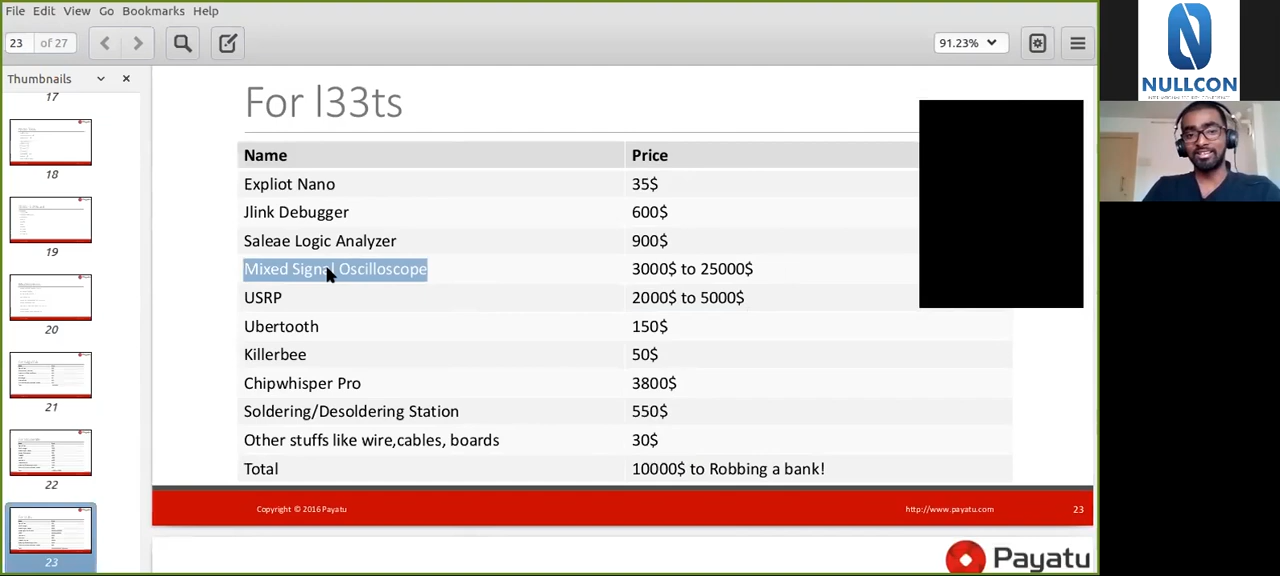 File Edit View Go Bookmarks Help
23 of 27
91.23%
Thumbnails
17
18
19
20
21
22
23
For l33ts
Name Price
Expliot Nano 35$
Jlink Debugger 600$
Saleae Logic Analyzer 900$
Mixed Signal Oscilloscope 3000$ to 25000$
USRP 2000$ to 5000$
Ubertooth 150$
Killerbee 50$
Chipwhisper Pro 3800$
Soldering/Desoldering Station 550$
Other stuffs like wire,cables, boards 30$
Total 10000$ to Robbing a bank!
Copyright © 2016 Payatu http://www.payatu.com 23
Payatu
NULLCON